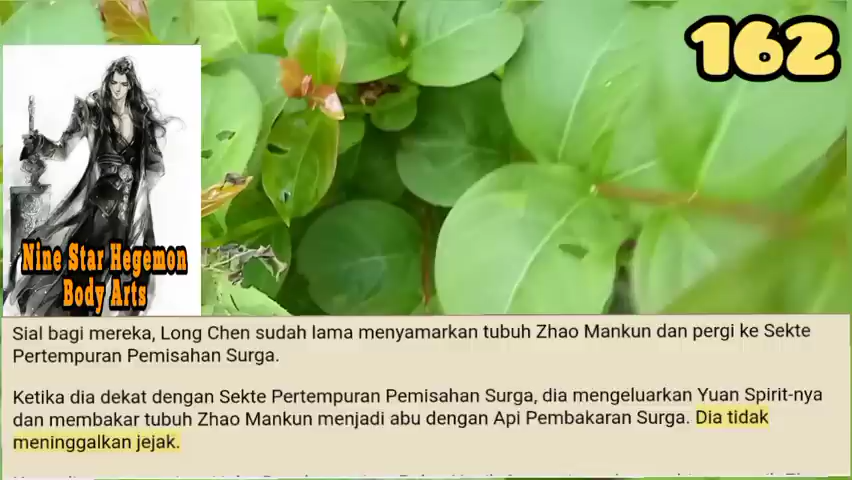 162
Nine Star Hegemon
Body Arts
Sial bagi mereka, Long Chen sudah lama menyamarkan tubuh Zhao Mankun dan pergi ke Sekte
Pertempuran Pemisahan Surga.
Ketika dia dekat dengan Sekte Pertempuran Pemisahan Surga, dia mengeluarkan Yuan Spirit-nya
dan membakar tubuh Zhao Mankun menjadi abu dengan Api Pembakaran Surga. Dia tidak
meninggalkan jejak.